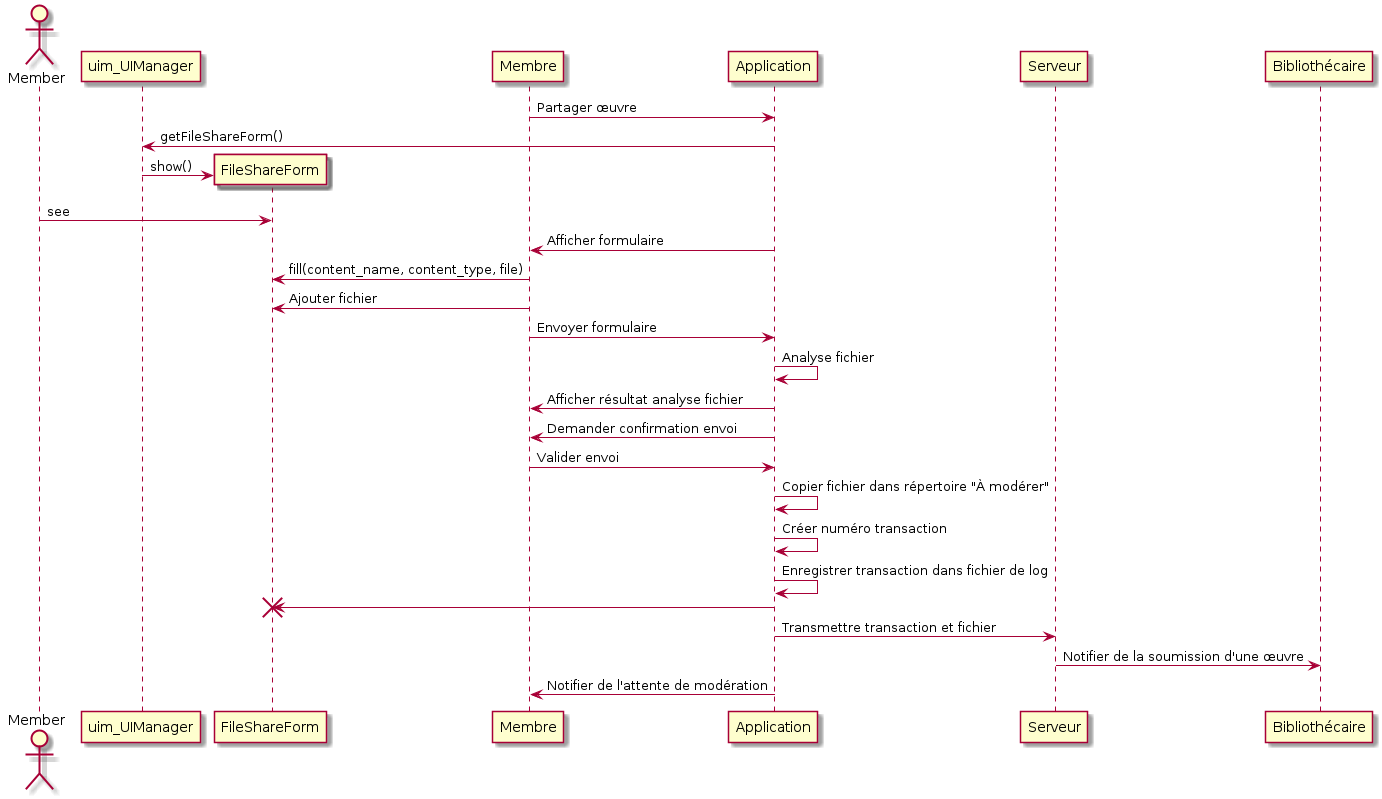 Member
uim_UIManager
Membre
Application
Serveur
Bibliothécaire
Partager œuvre
getFileShareForm()
show()
FileShareForm
see
Afficher formulaire
fill(content_name, content_type, file)
Ajouter fichier
Envoyer formulaire
Analyse fichier
Afficher résultat analyse fichier
Demander confirmation envoi
Valider envoi
Copier fichier dans répertoire "À modérer"
Créer numéro transaction
Enregistrer transaction dans fichier de log
Transmettre transaction et fichier
Notifier de la soumission d'une œuvre
Notifier de l'attente de modération
Member
uim_UIManager
FileShareForm
Membre
Application
Serveur
Bibliothécaire